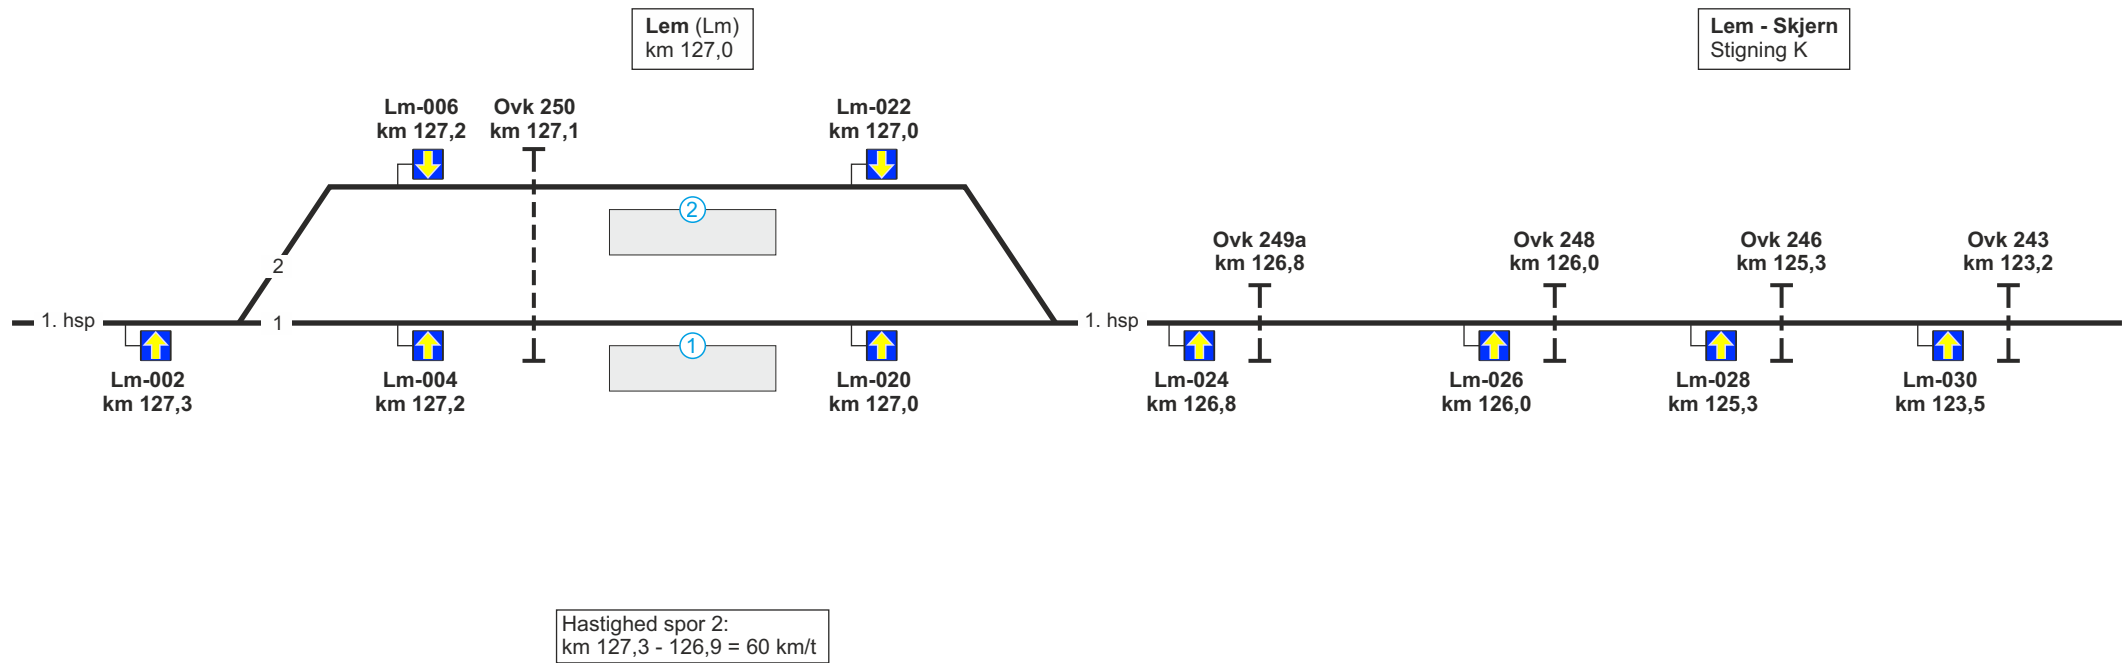 Lem (Lm)
km 127,0
Lem - Skjern
Stigning K
Lm-006
km 127,2
Ovk 250
km 127,1
Lm-022
km 127,0
2
Ovk 249a
km 126,8
Ovk 248
km 126,0
Ovk 246
km 125,3
Ovk 243
km 123,2
2
1. hsp
1
1. hsp
1
Lm-002
km 127,3
Lm-004
km 127,2
Lm-020
km 127,0
Lm-024
km 126,8
Lm-026
km 126,0
Lm-028
km 125,3
Lm-030
km 123,5
Hastighed spor 2:
km 127,3 - 126,9 = 60 km/t